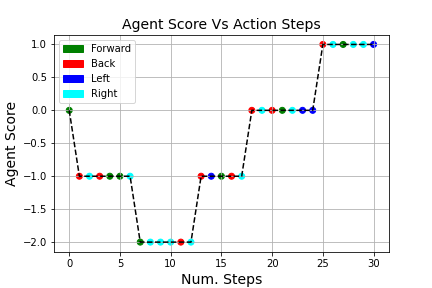 Agent Score Vs Action Steps
Forward
Back
Left
Right
1.0
0.5
0.0
−0.5
−1.0
−1.5
−2.0
Agent Score
0 5 10 15 20 25 30
Num. Steps